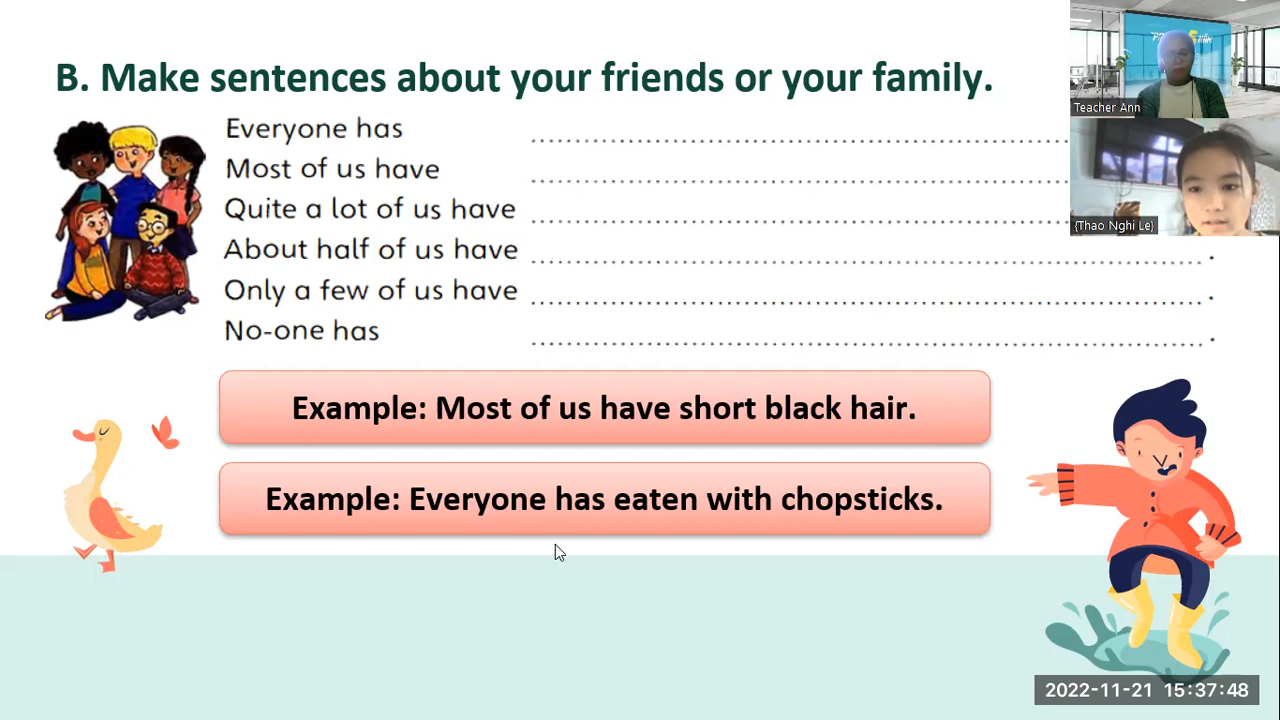 B. Make sentences about your friends or your family.
Everyone has ........................................
Most of us have ........................................
Quite a lot of us have ........................................
About half of us have ........................................ .
Only a few of us have ........................................ .
No-one has ........................................ .
Example: Most of us have short black hair.
Example: Everyone has eaten with chopsticks.
Teacher Ann
{Thao Nghi Le}
2022-11-21 15:37:48